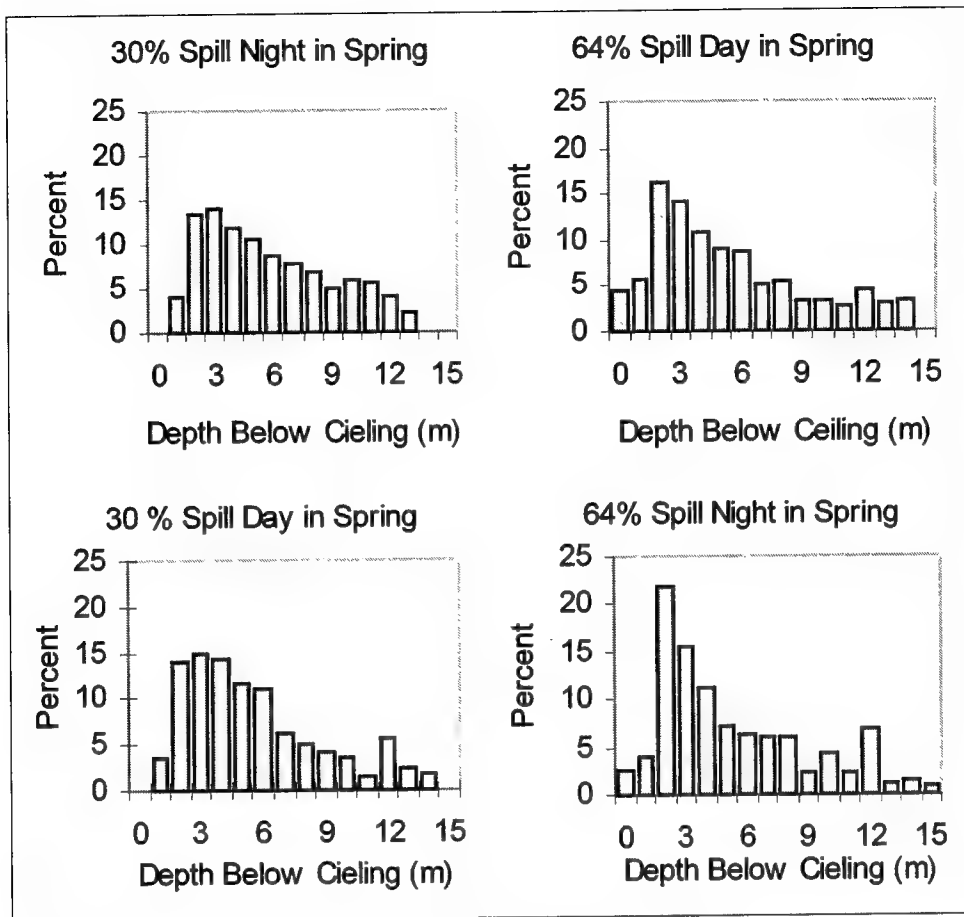 30% Spill Night in Spring
25
20
15
10
5
0
Percent
0 3 6 9 12 15
Depth Below Cieling (m)
64% Spill Day in Spring
25
20
15
10
5
0
Percent
0 3 6 9 12 15
Depth Below Ceiling (m)
30 % Spill Day in Spring
25
20
15
10
5
0
Percent
0 3 6 9 12 15
Depth Below Cieling (m)
64% Spill Night in Spring
25
20
15
10
5
0
Percent
0 3 6 9 12 15
Depth Below Cieling (m)